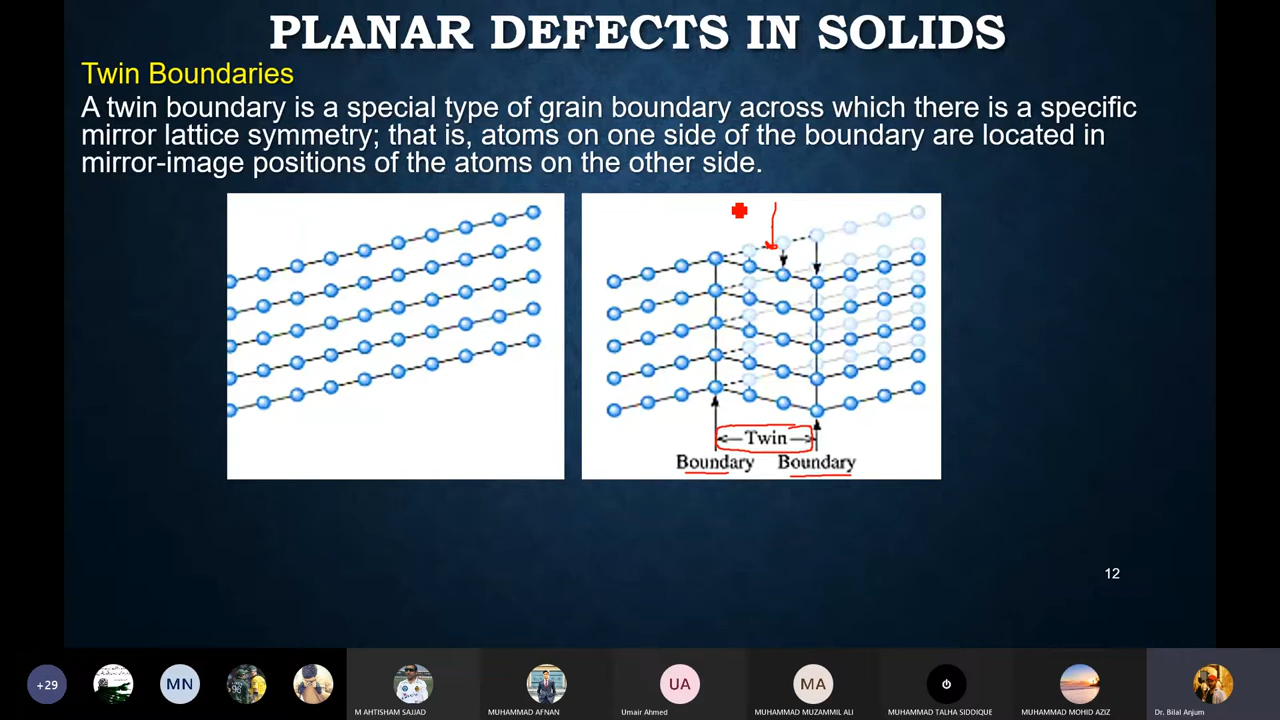 PLANAR DEFECTS IN SOLIDS
Twin Boundaries
A twin boundary is a special type of grain boundary across which there is a specific
mirror lattice symmetry; that is, atoms on one side of the boundary are located in
mirror-image positions of the atoms on the other side.
Twin
Boundary Boundary
12
+29
MN
UA
MA
M AHTISHAM SAJJAD
MUHAMMAD AFNAN
Umair Ahmed
MUHAMMAD MUZAMMIL ALI
MUHAMMAD TALHA SIDDIQUE
MUHAMMAD MOHID AZIZ
Dr. Bilal Anjum